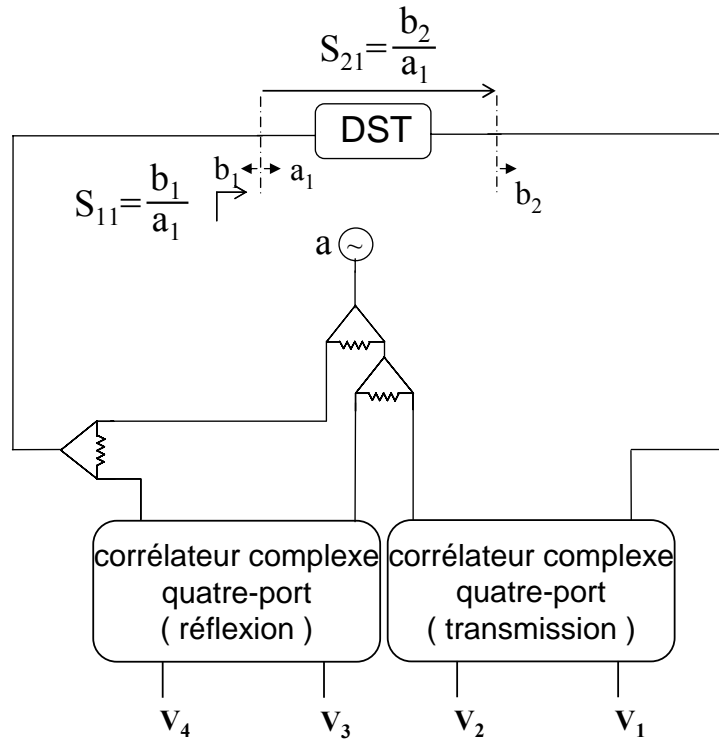 S₂₁ = b₂/a₁
DST
b₁ a₁
b₂
S₁₁ = b₁/a₁
a ~
corrélateur complexe
quatre-port
( réflexion )
corrélateur complexe
quatre-port
( transmission )
V₄ V₃ V₂ V₁